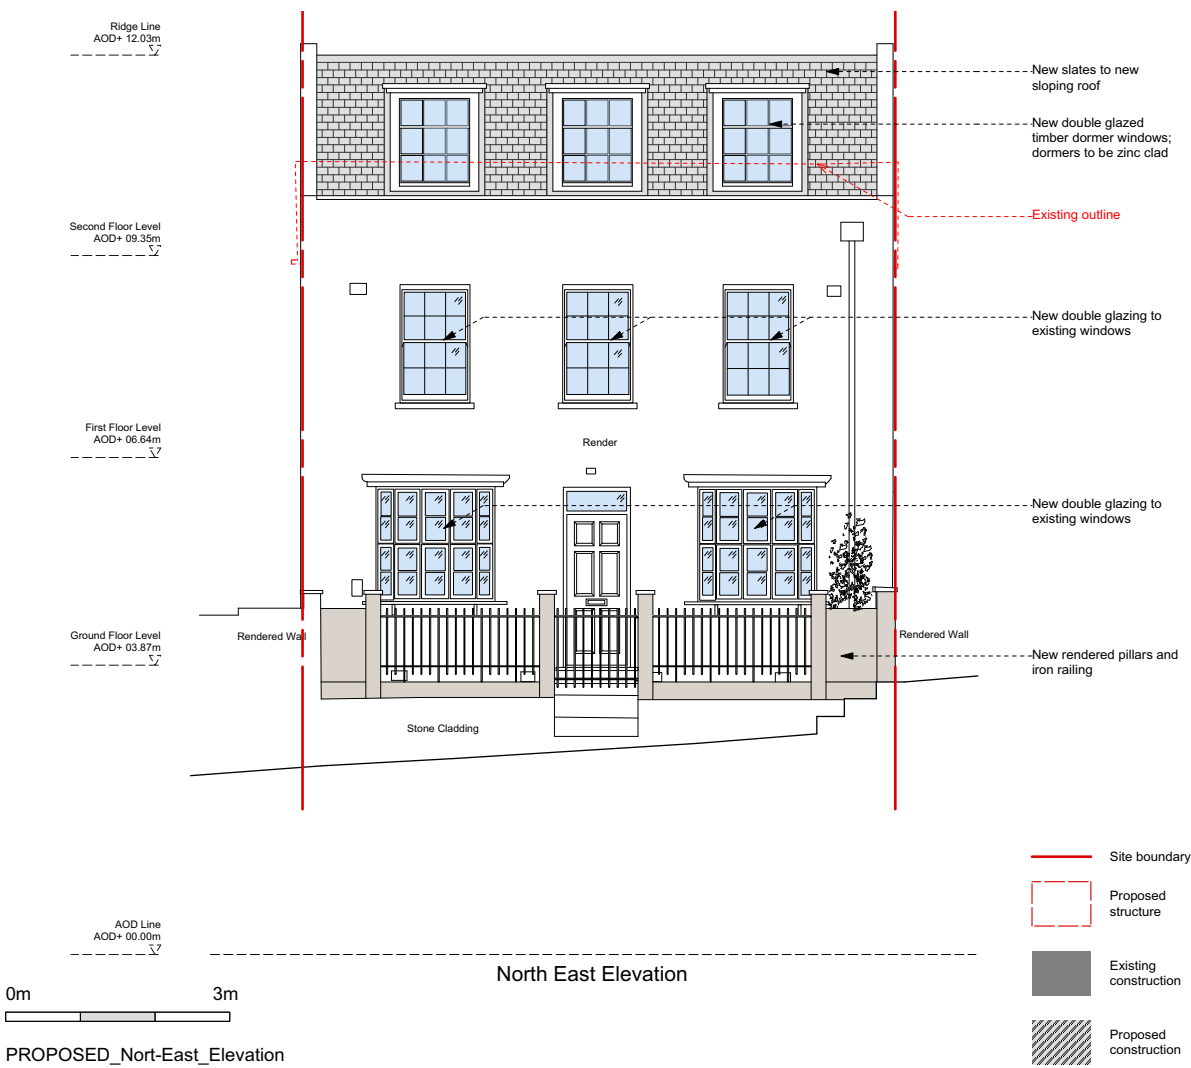 Ridge Line
AOD+ 12.03m
New slates to new
sloping roof
New double glazed
timber dormer windows;
dormers to be zinc clad
Existing outline
Second Floor Level
AOD+ 09.35m
New double glazing to
existing windows
First Floor Level
AOD+ 06.64m
Render
New double glazing to
existing windows
Ground Floor Level
AOD+ 03.87m
Rendered Wall
Rendered Wall
New rendered pillars and
iron railing
Stone Cladding
Site boundary
Proposed
structure
AOD Line
AOD+ 00.00m
North East Elevation
Existing
construction
0m 3m
Proposed
construction
PROPOSED_Nort-East_Elevation